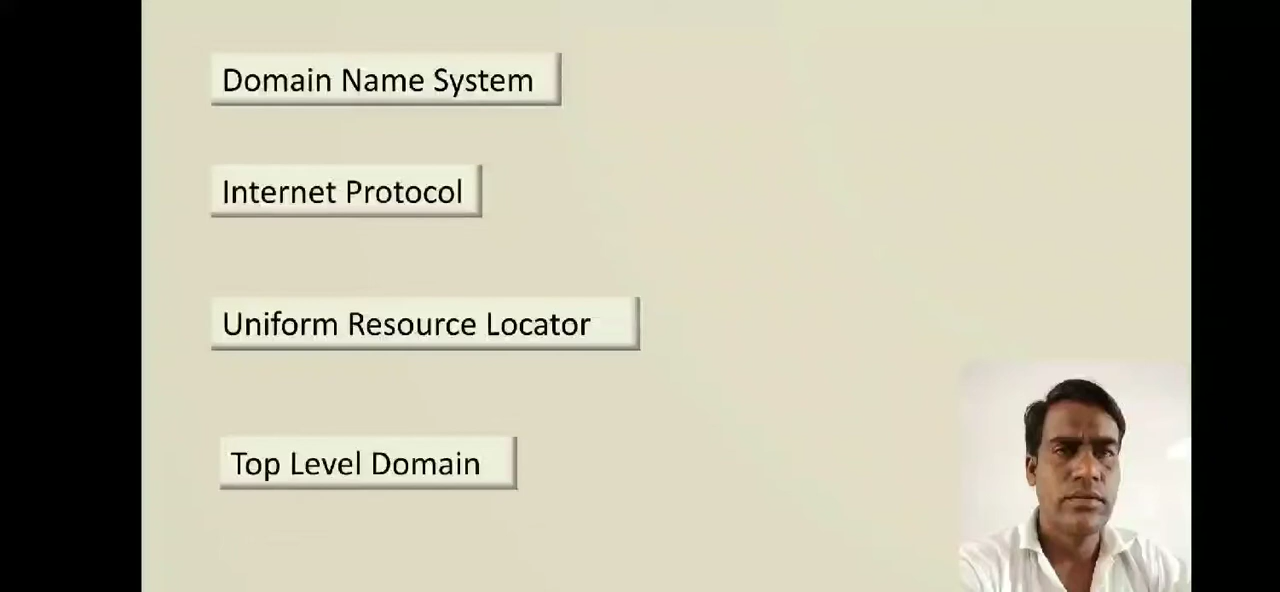 Domain Name System
Internet Protocol
Uniform Resource Locator
Top Level Domain